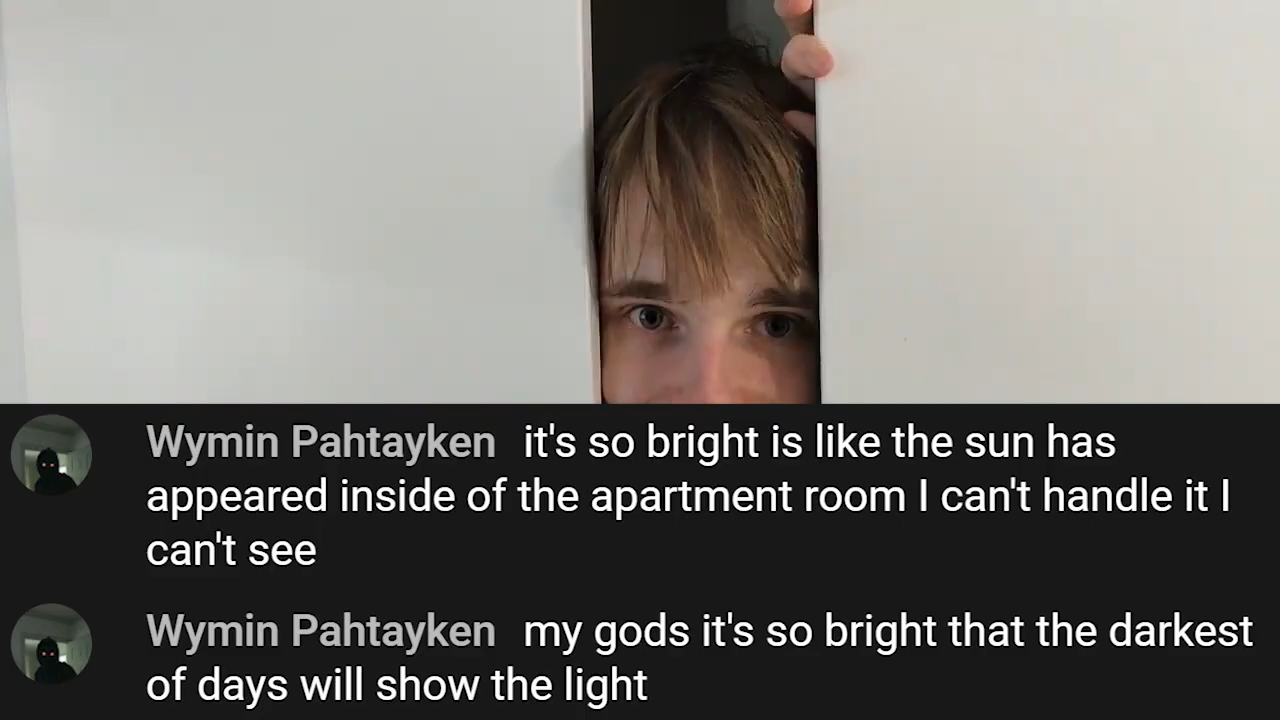 Wymin Pahtayken it's so bright is like the sun has
appeared inside of the apartment room I can't handle it I
can't see
Wymin Pahtayken my gods it's so bright that the darkest
of days will show the light